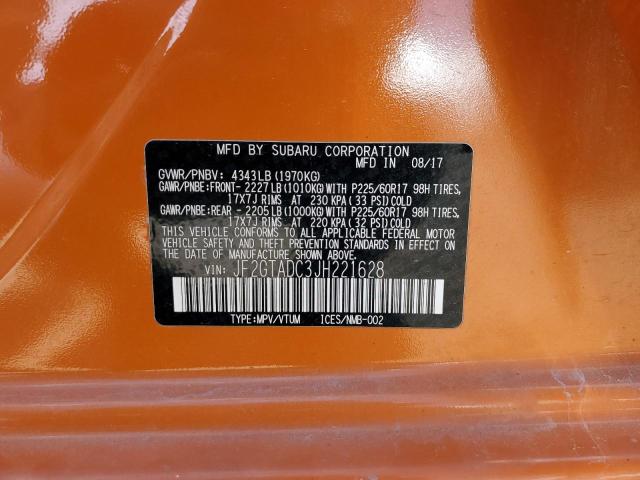 MFD BY SUBARU CORPORATION
MFD IN 08/17
GVWR/PNBV: 4343LB(1970KG)
GAWR/PNBE:FRONT- 2227LB(1010KG)WITH P225/60R17 98H TIRES,
17X7J RIMS AT 230 KPA (33 PSI)COLD
GAWR/PNBE:REAR - 2205LB(1000KG)WITH P225/60R17 98H TIRES,
17X7J RIMS AT 220 KPA (32 PSI)COLD
THIS VEHICLE CONFORMS TO ALL APPLICABLE FEDERAL MOTOR
VEHICLE SAFETY AND THEFT PREVENTION STANDARDS IN EFFECT
ON THE DATE OF MANUFACTURE SHOWN ABOVE.
VIN: JF2GTADC3JH221628
TYPE:MPV/VTUM ICES/NMB-002